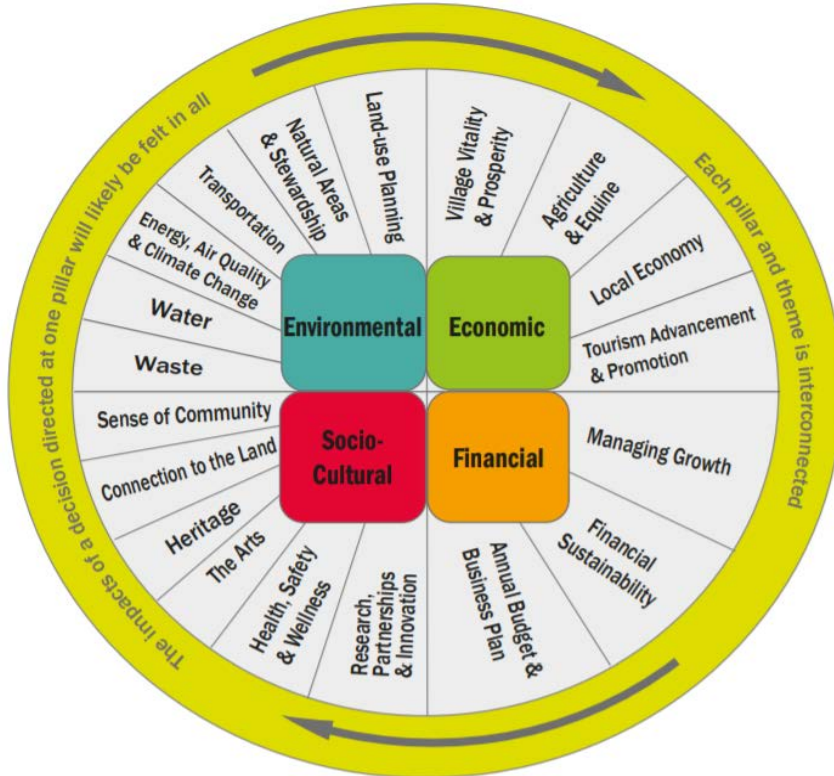 The impacts of a decision directed at one pillar will likely be felt in all
Each pillar and theme is interconnected
Environmental
Land-use Planning
Natural Areas
& Stewardship
Transportation
Energy, Air Quality
& Climate Change
Water
Waste
Economic
Village Vitality
& Prosperity
Agriculture
& Equine
Local Economy
Tourism Advancement
& Promotion
Socio-
Cultural
Sense of Community
Connection to the Land
Heritage
The Arts
Health, Safety
& Wellness
Research,
Partnerships
& Innovation
Financial
Managing Growth
Financial
Sustainability
Annual Budget &
Business Plan